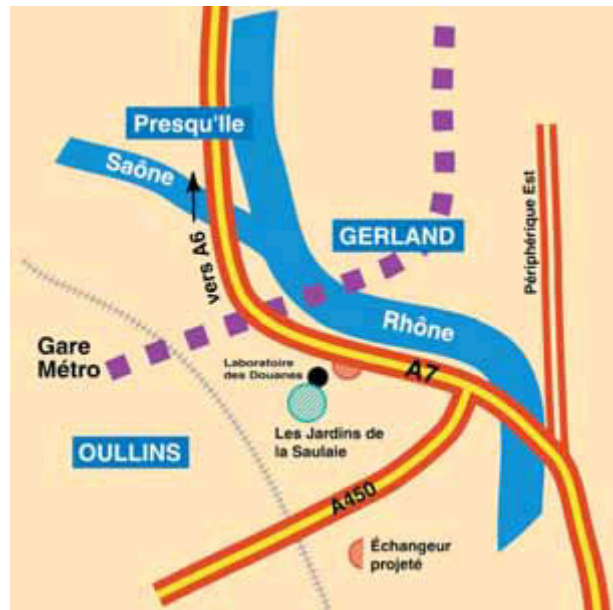 Presqu'Ile
Saône
vers A6
GERLAND
Périphérique Est
Rhône
Gare
Métro
Laboratoire
des Douanes
A7
Les Jardins de
la Saulaie
OULLINS
A450
Échangeur
projeté